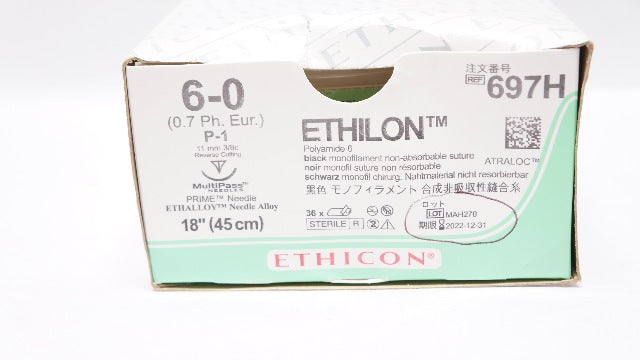 ETHICON
6-0
(0.7 Ph. Eur.)
P-1
11 mm 3/8c
Reverse Cutting
MultiPass™
NEEDLES
PRIME™ Needle
ETHALLOY™ Needle Alloy
18" (45 cm)
ETHILON™
Polyamide 6
black monofilament non-absorbable suture
noir monofil suture non résorbable
schwarz monofil chirurg. Nahtmaterial nicht resorbierbar
黒色 モノフィラメント 合成非吸収性縫合糸
注文番号
REF 697H
ATRALOC™
36 x
STERILE R
ロット
LOT MAH270
期限 2022-12-31
ETHICON®